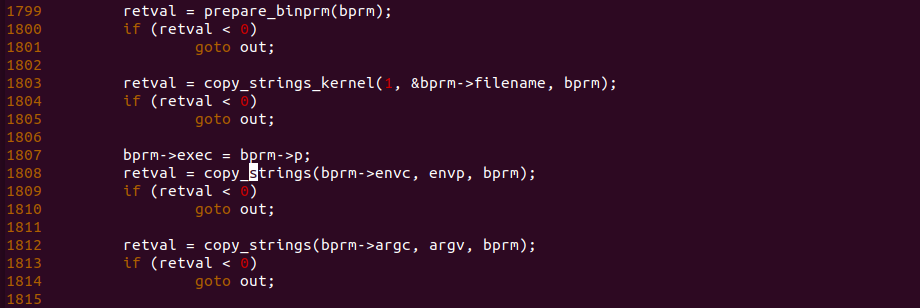 1799         retval = prepare_binprm(bprm);
1800         if (retval < 0)
1801                 goto out;
1802
1803         retval = copy_strings_kernel(1, &bprm->filename, bprm);
1804         if (retval < 0)
1805                 goto out;
1806
1807         bprm->exec = bprm->p;
1808         retval = copy_strings(bprm->envc, envp, bprm);
1809         if (retval < 0)
1810                 goto out;
1811
1812         retval = copy_strings(bprm->argc, argv, bprm);
1813         if (retval < 0)
1814                 goto out;
1815